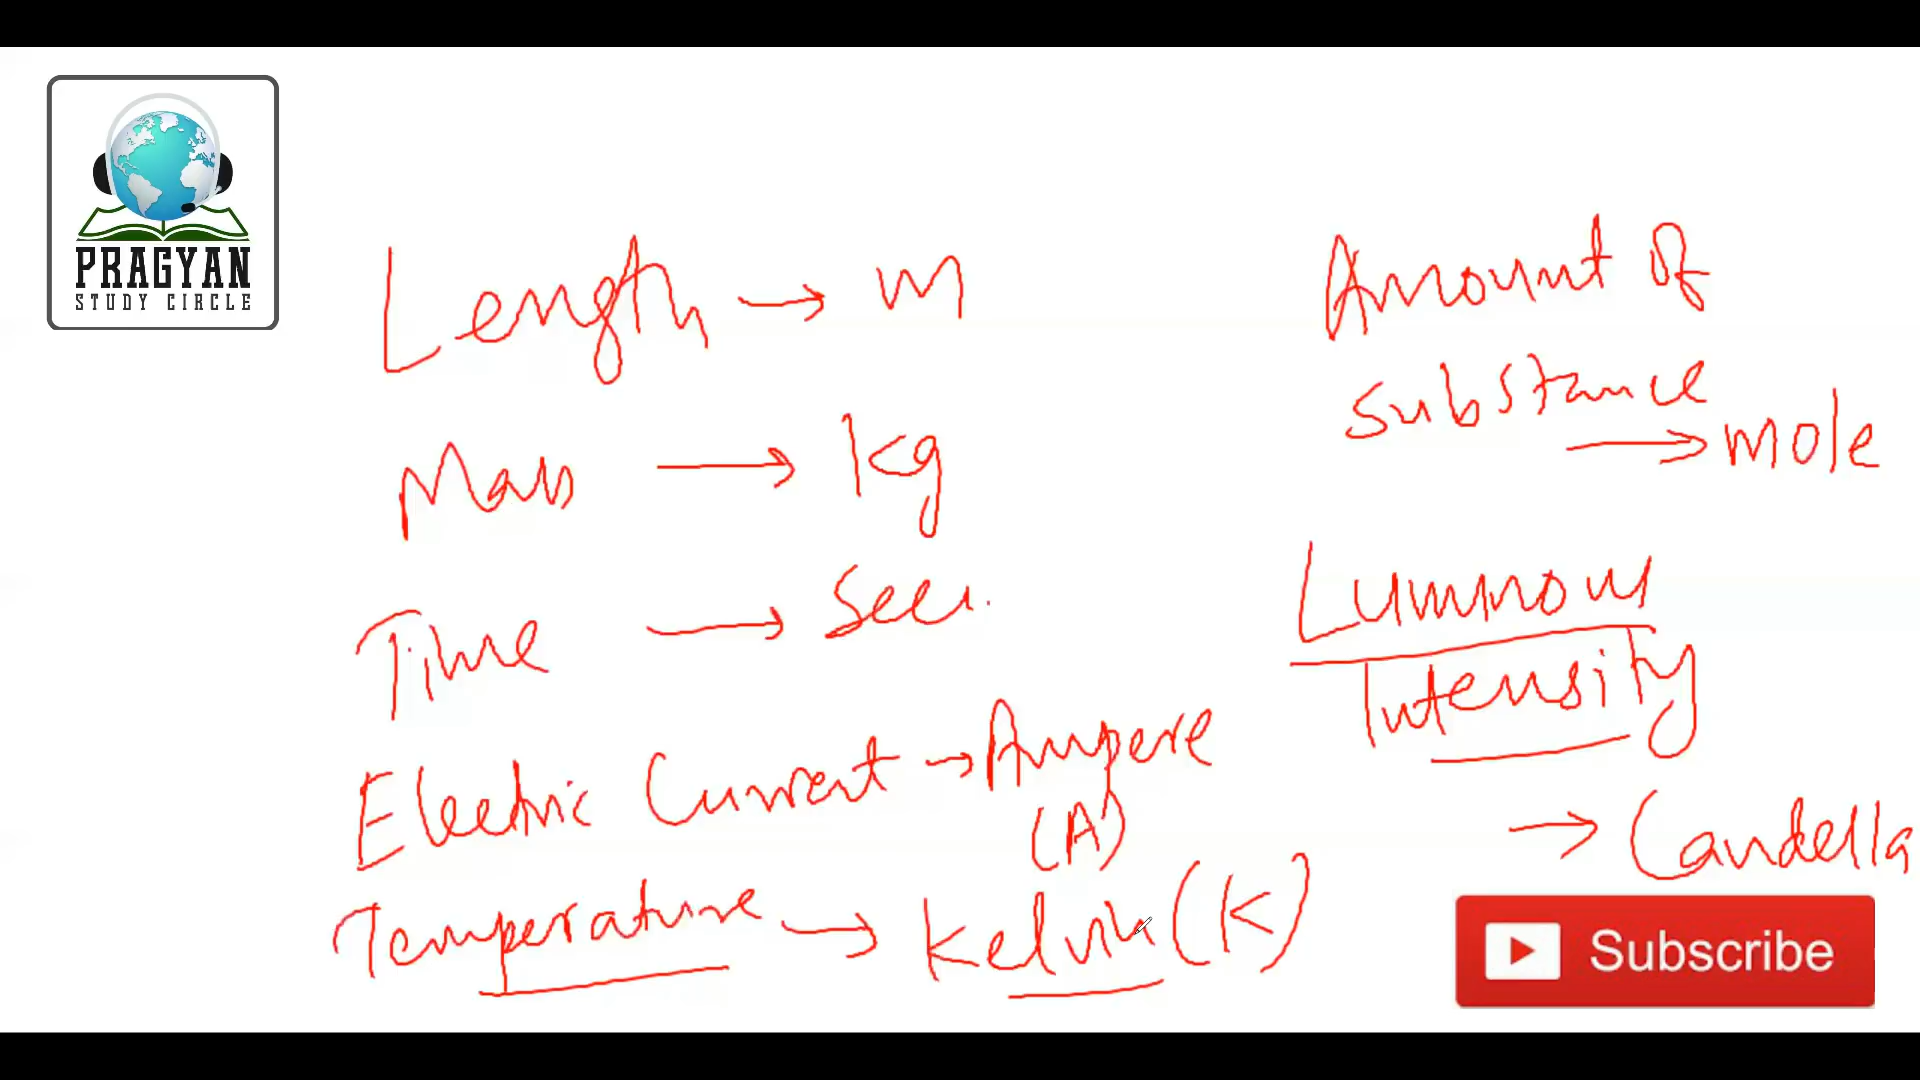 PRAGYAN
STUDY CIRCLE
Length → m
Mass → kg
Time → Sec.
Electric Current → Ampere
(A)
Temperature → Kelvin (K)
Amount of
substance
→ mole
Lumnous
Intensity
→ Candella
Subscribe